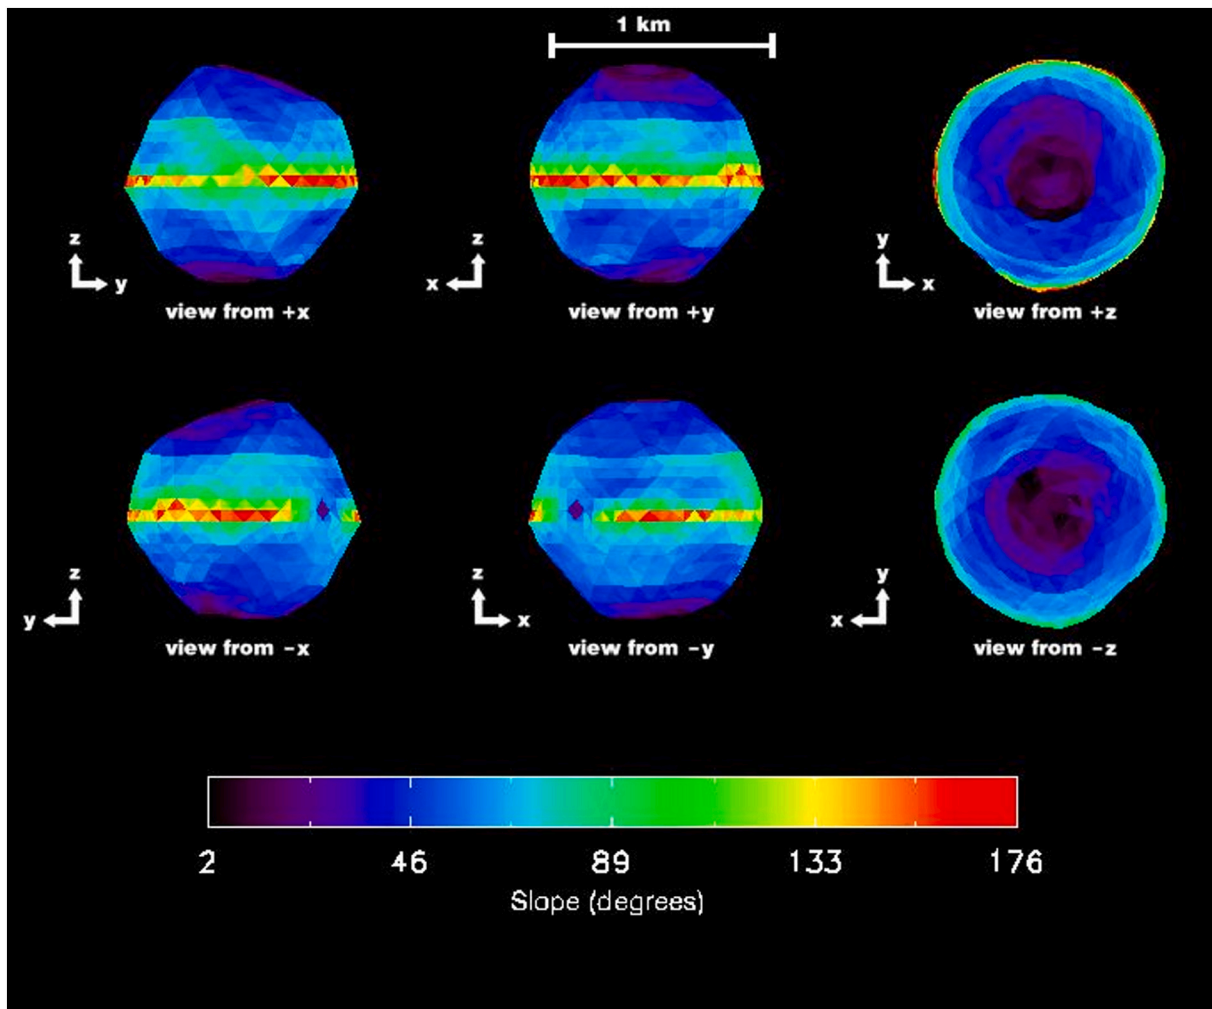 1 km
z
y
view from +x
z
x
view from +y
y
x
view from +z
z
y
view from −x
z
x
view from −y
y
x
view from −z
2 46 89 133 176
Slope (degrees)